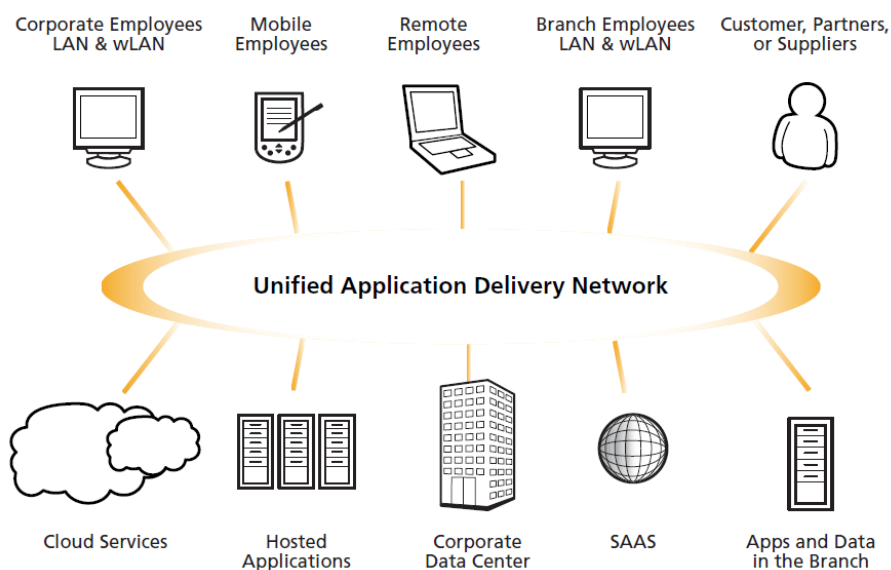 Corporate Employees
LAN & wLAN
Mobile
Employees
Remote
Employees
Branch Employees
LAN & wLAN
Customer, Partners,
or Suppliers
Unified Application Delivery Network
Cloud Services
Hosted
Applications
Corporate
Data Center
SAAS
Apps and Data
in the Branch